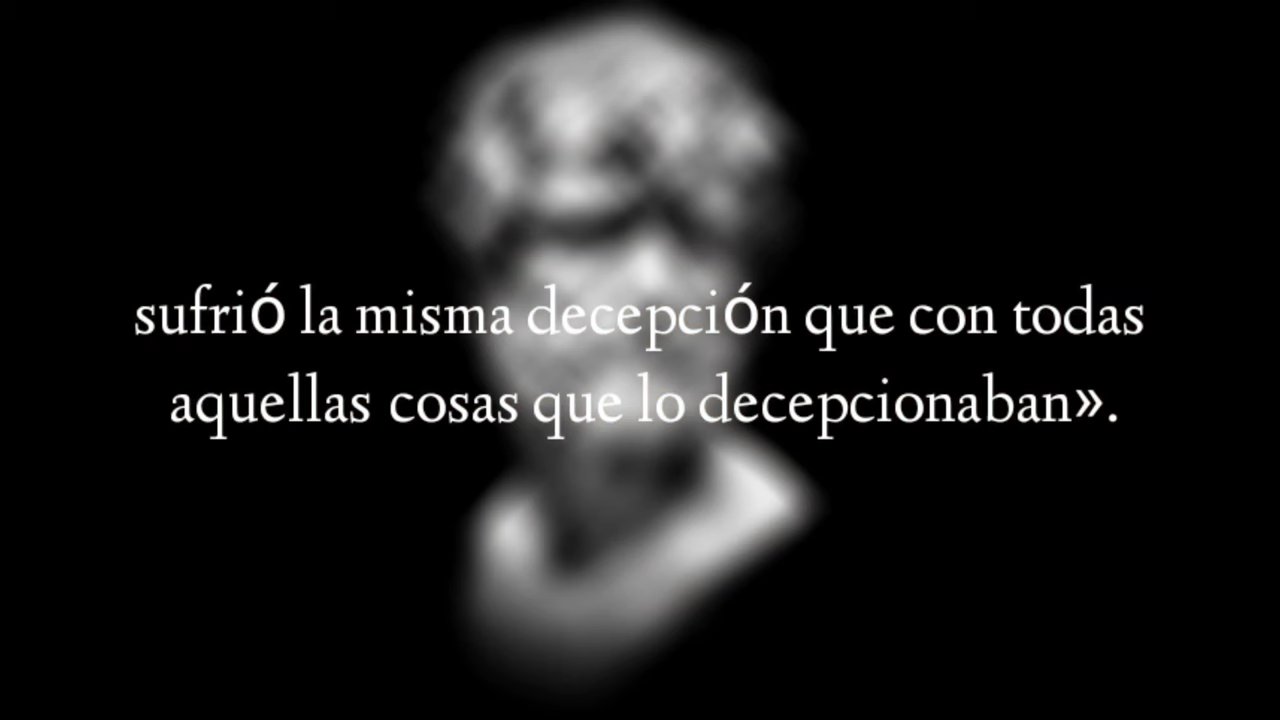 sufrió la misma decepción que con todas
aquellas cosas que lo decepcionaban».